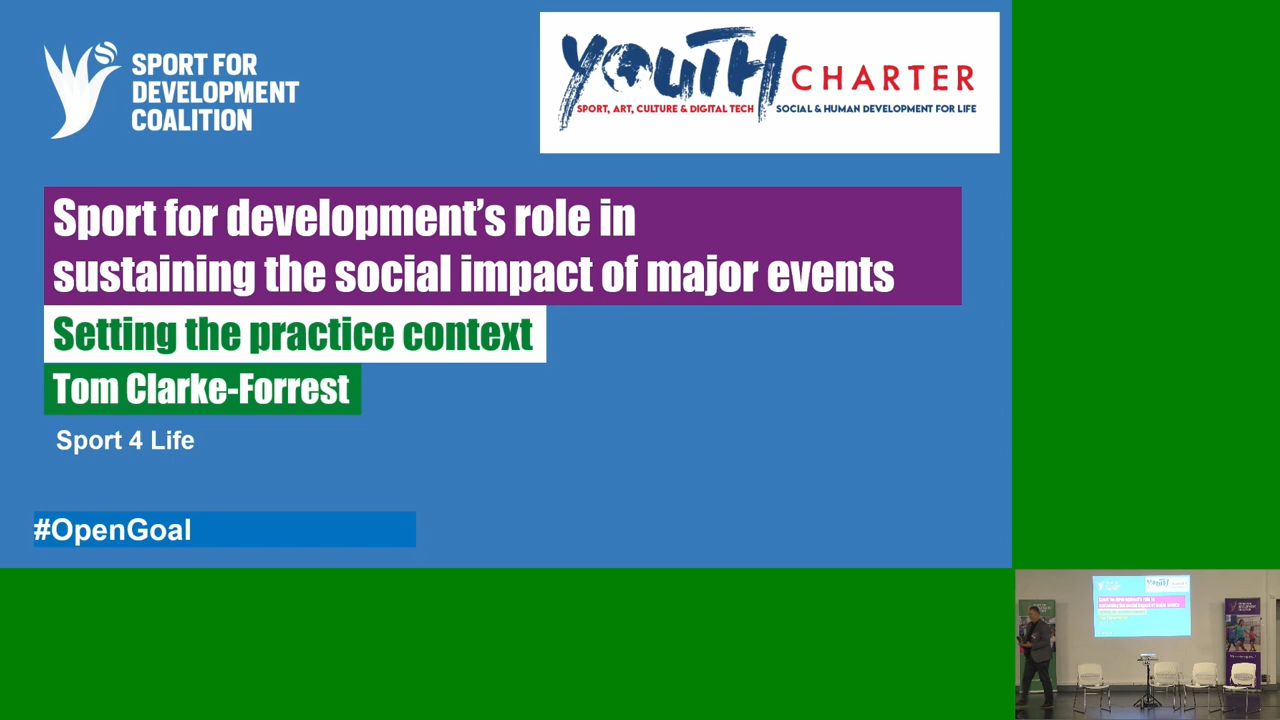 SPORT FOR
DEVELOPMENT
COALITION
YOUTH CHARTER
SPORT, ART, CULTURE & DIGITAL TECH SOCIAL & HUMAN DEVELOPMENT FOR LIFE
Sport for development's role in
sustaining the social impact of major events
Setting the practice context
Tom Clarke-Forrest
Sport 4 Life
#OpenGoal